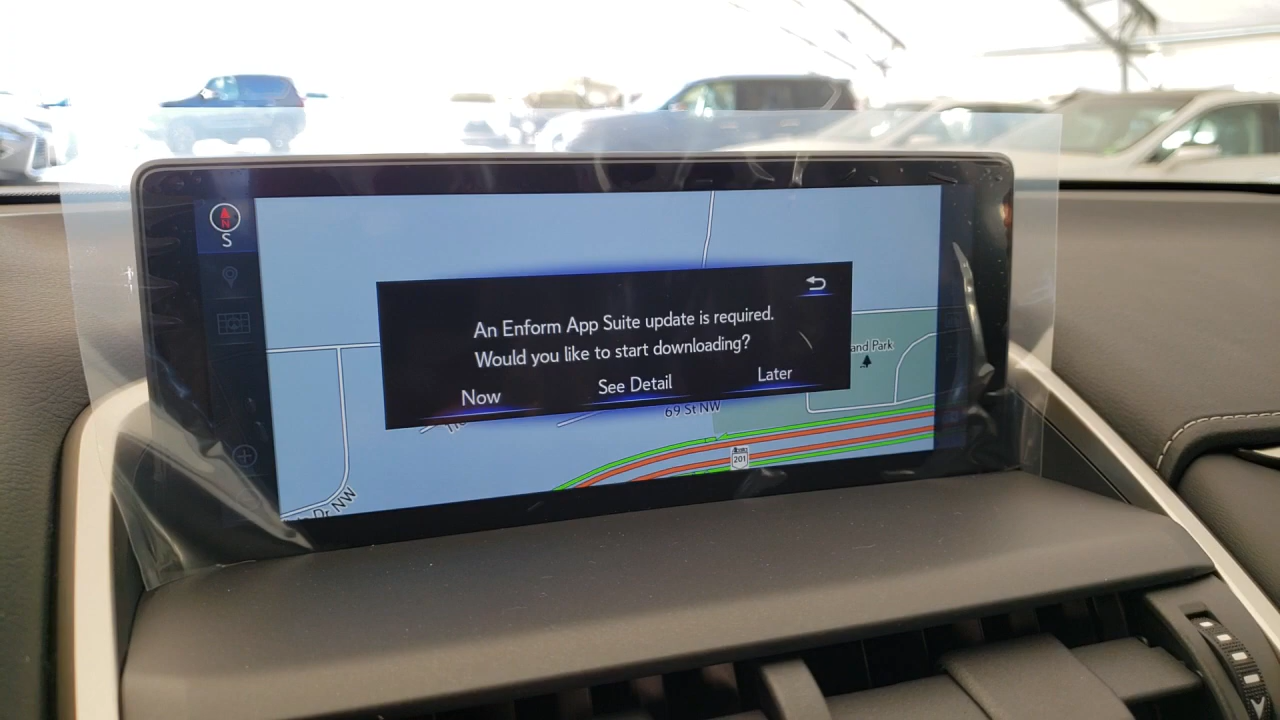 N
S
An Enform App Suite update is required.
Would you like to start downloading?
Now
See Detail
Later
and Park
69 St NW
201
Dr NW